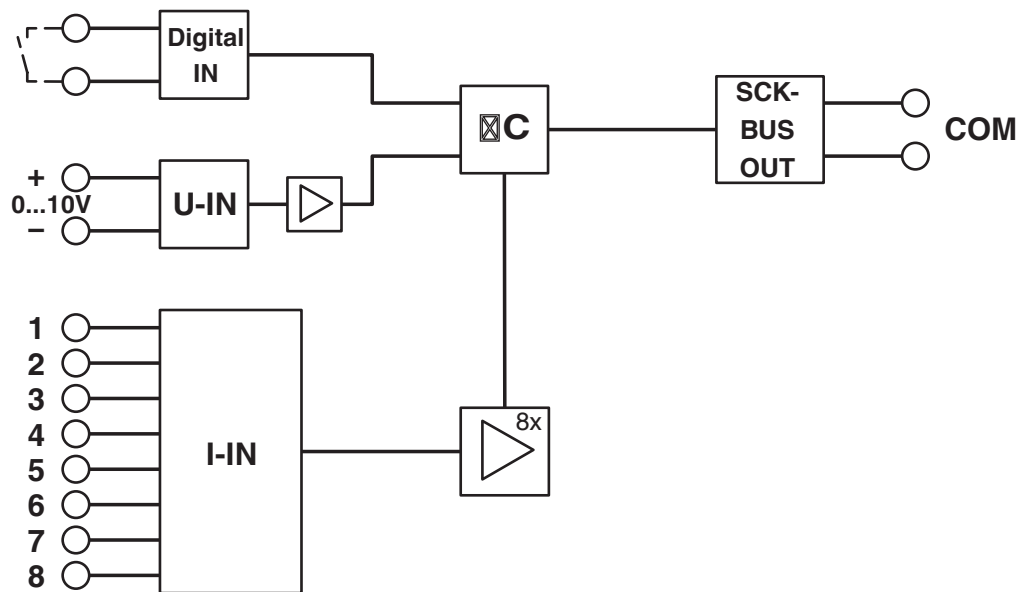 Digital
IN
+
0...10V
−
U-IN
C
SCK-
BUS
OUT
COM
1
2
3
4
5
6
7
8
I-IN
8x